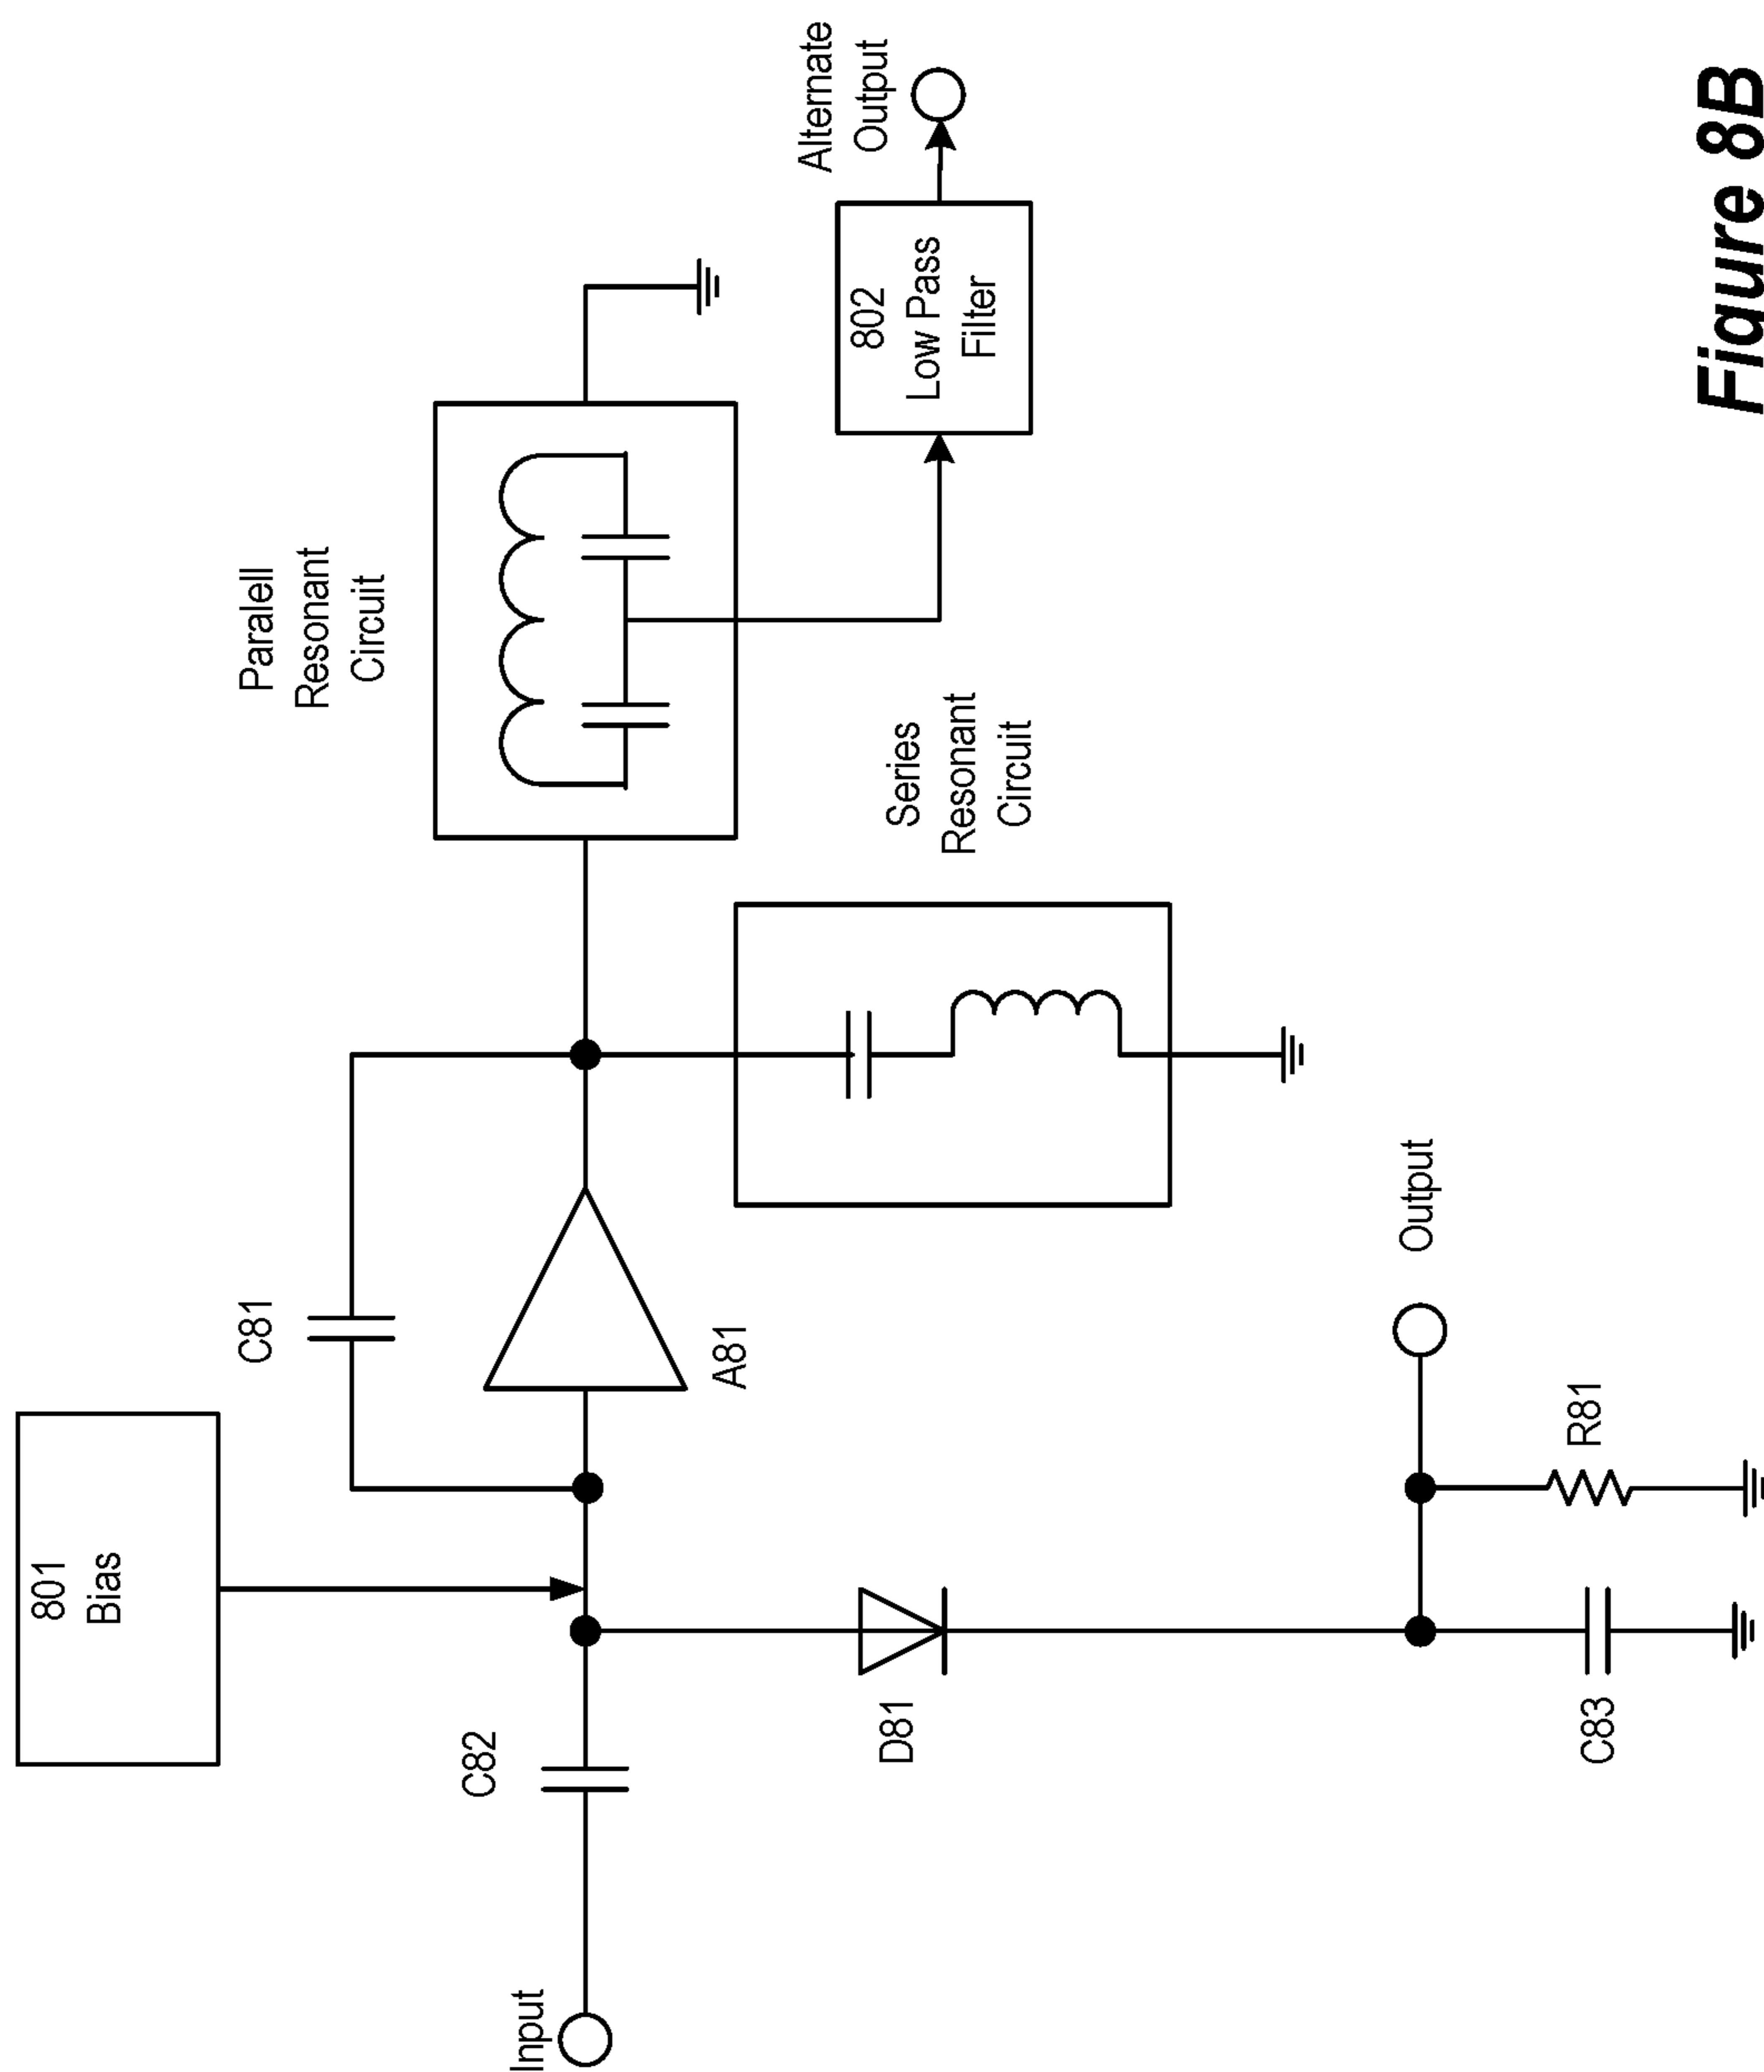 801
Bias
C81
Paralell
Resonant
Circuit
C82
Input
A81
Alternate
Output
802
Low Pass
Filter
Series
Resonant
Circuit
D81
Output
R81
C83
Figure 8B